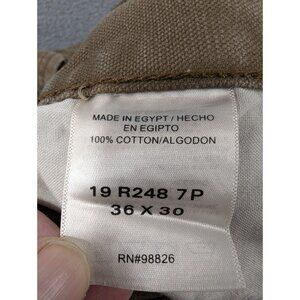 MADE IN EGYPT / HECHO
EN EGIPTO
100% COTTON/ALGODON
19 R248 7P
36 X 30
RN#98826